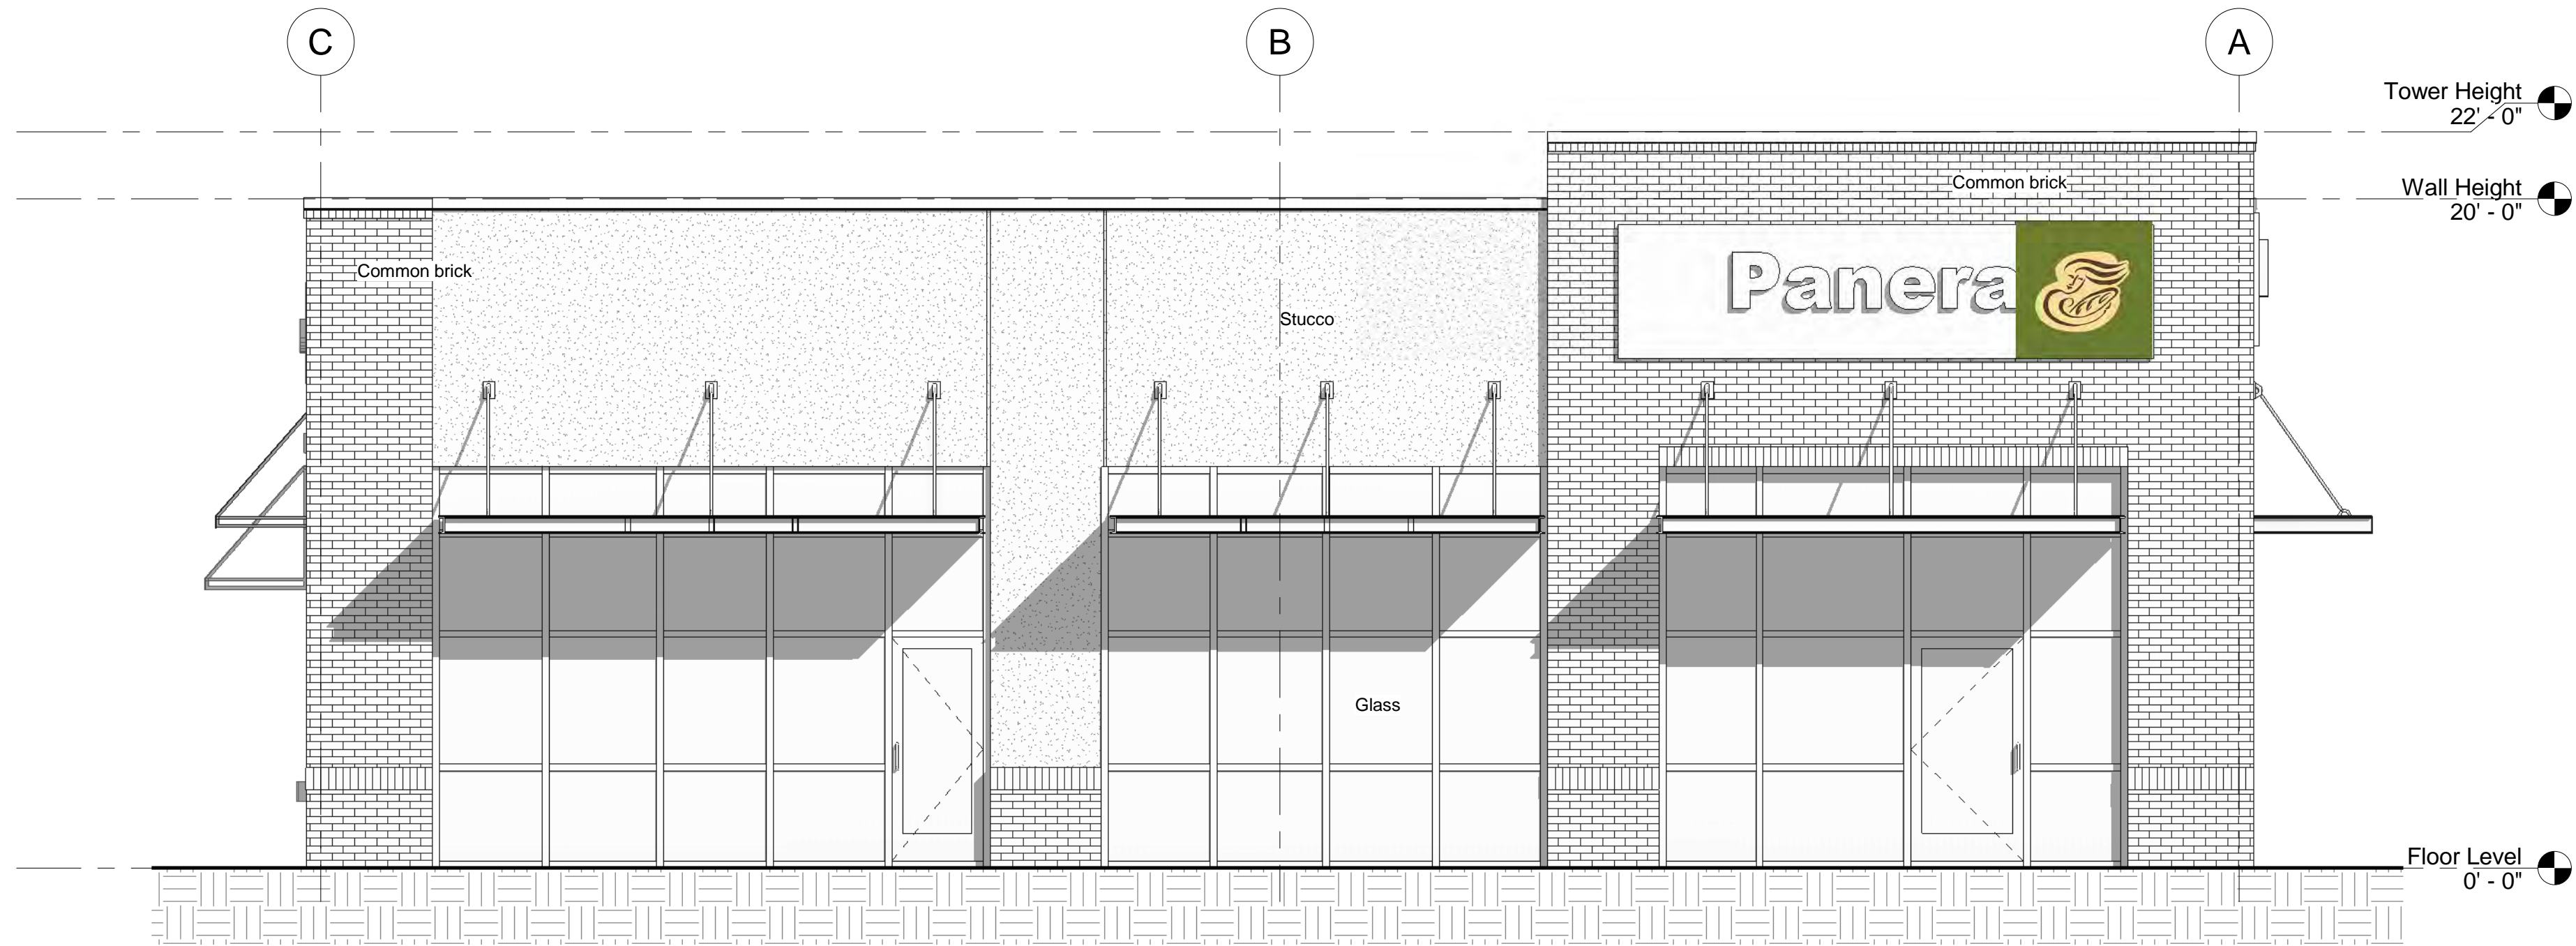 C
B
A
Tower Height
22' - 0"
Common brick
Wall Height
20' - 0"
Common brick
Panera
Stucco
Glass
Floor Level
0' - 0"